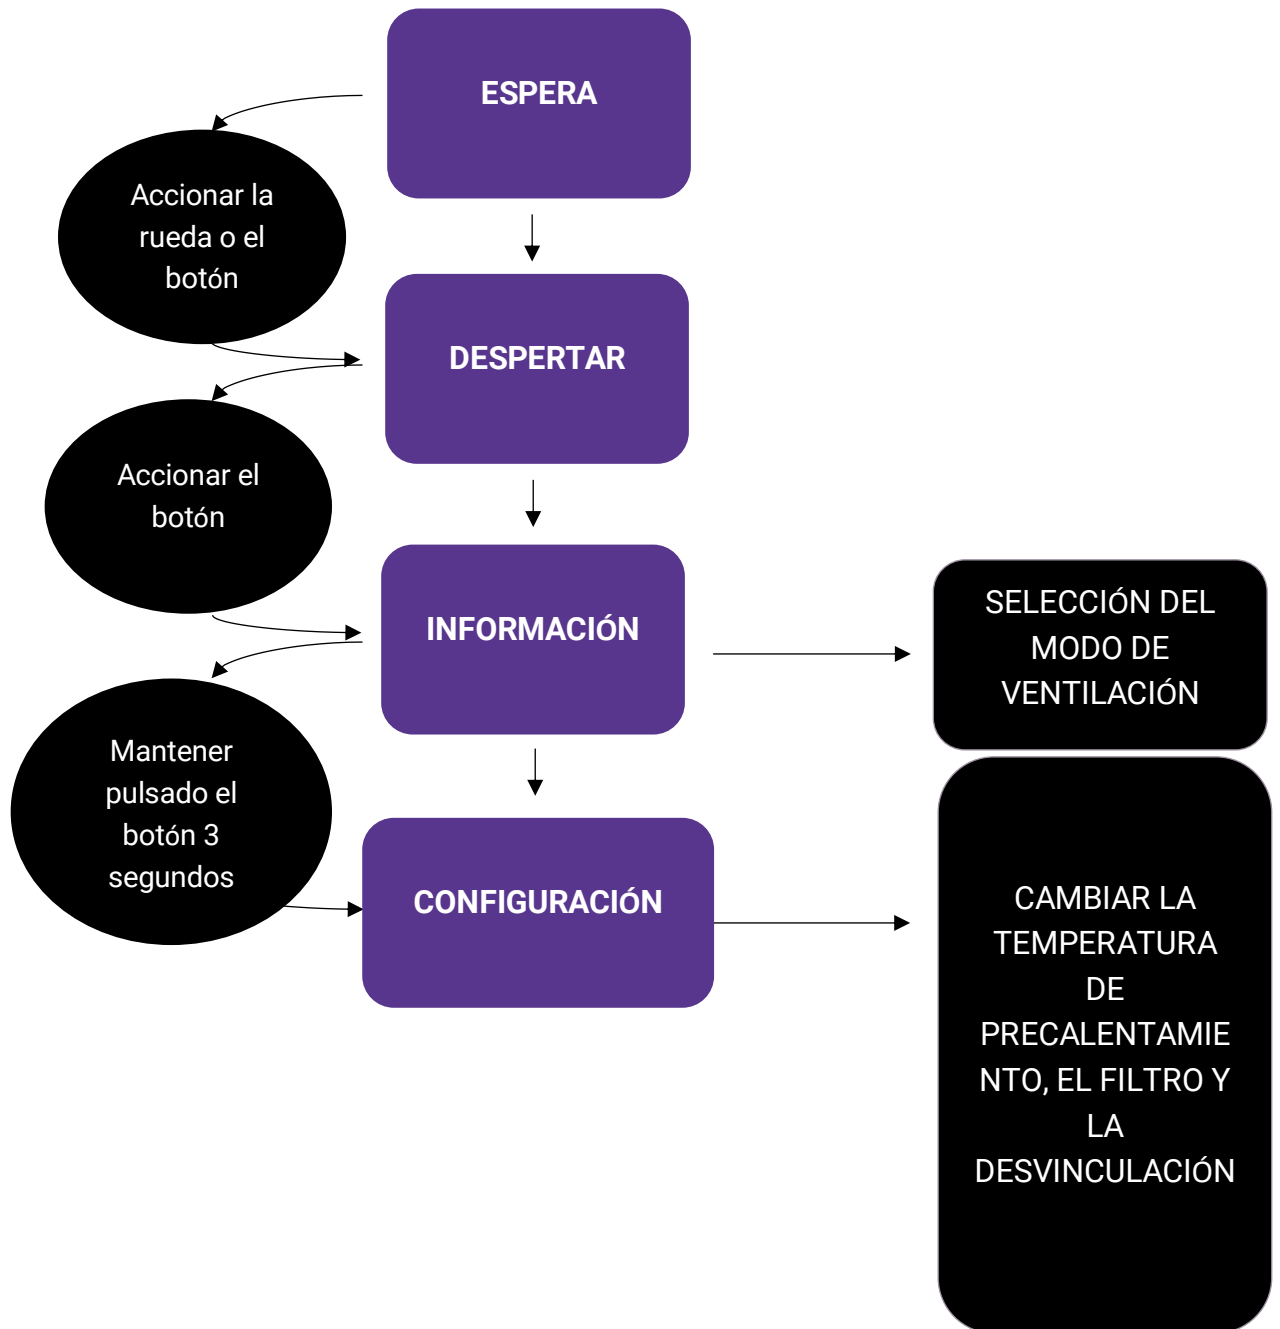 ESPERA
Accionar la
rueda o el
botón
DESPERTAR
Accionar el
botón
INFORMACIÓN
SELECCIÓN DEL
MODO DE
VENTILACIÓN
Mantener
pulsado el
botón 3
segundos
CONFIGURACIÓN
CAMBIAR LA
TEMPERATURA
DE
PRECALENTAMIE
NTO, EL FILTRO Y
LA
DESVINCULACIÓN